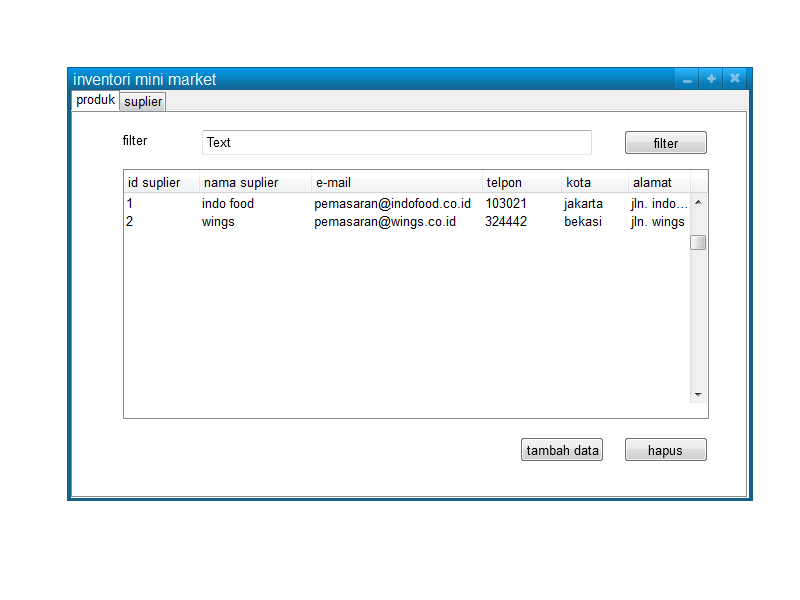 inventori mini market
produk suplier
filter Text filter
id suplier nama suplier e-mail telpon kota alamat
1 indo food pemasaran@indofood.co.id 103021 jakarta jln. indo...
2 wings pemasaran@wings.co.id 324442 bekasi jln. wings
tambah data hapus